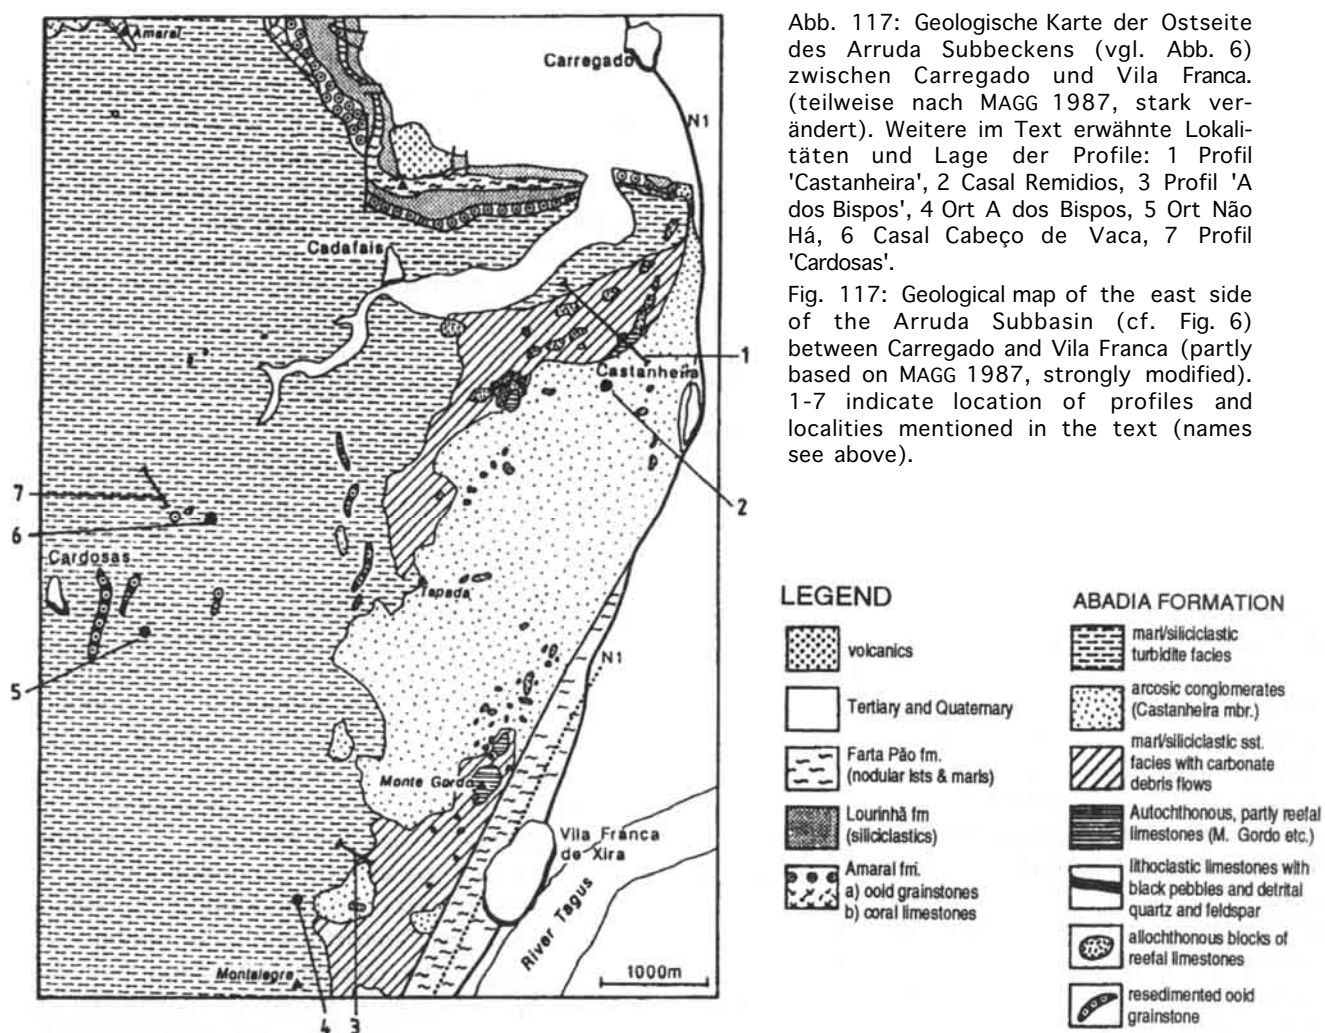 Amaral
Carregado
N1
Cadafais
1
Castanheira
2
7
6
Cardosas
Tapada
5
N1
Monte Gordo
Vila Franca
de Xira
River Tagus
1000m
Montalegre
4
3
Abb. 117: Geologische Karte der Ostseite
des Arruda Subbeckens (vgl. Abb. 6)
zwischen Carregado und Vila Franca.
(teilweise nach MAGG 1987, stark ver-
ändert). Weitere im Text erwähnte Lokali-
täten und Lage der Profile: 1 Profil
'Castanheira', 2 Casal Remidios, 3 Profil 'A
dos Bispos', 4 Ort A dos Bispos, 5 Ort Não
Há, 6 Casal Cabeço de Vaca, 7 Profil
'Cardosas'.
Fig. 117: Geological map of the east side
of the Arruda Subbasin (cf. Fig. 6)
between Carregado and Vila Franca (partly
based on MAGG 1987, strongly modified).
1-7 indicate location of profiles and
localities mentioned in the text (names
see above).
LEGEND
volcanics
Tertiary and Quaternary
Farta Pão fm.
(nodular lsts & marls)
Lourinhã fm
(siliciclastics)
Amaral fm.
a) ooid grainstones
b) coral limestones
ABADIA FORMATION
marl/siliciclastic
turbidite facies
arcosic conglomerates
(Castanheira mbr.)
marl/siliciclastic sst.
facies with carbonate
debris flows
Autochthonous, partly reefal
limestones (M. Gordo etc.)
lithoclastic limestones with
black pebbles and detrital
quartz and feldspar
allochthonous blocks of
reefal limestones
resedimented ooid
grainstone